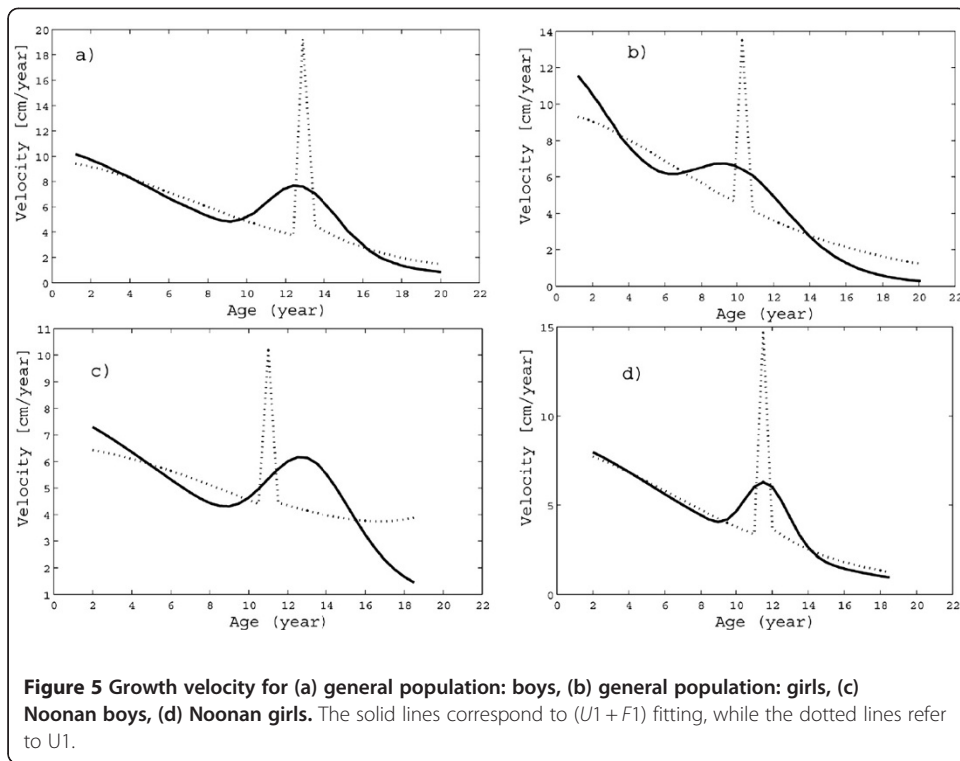 a)
Velocity [cm/year]
20
18
16
14
12
10
8
6
4
2
0
0 2 4 6 8 10 12 14 16 18 20 22
Age (year)
b)
Velocity [cm/year]
14
12
10
8
6
4
2
0
0 2 4 6 8 10 12 14 16 18 20 22
Age (year)
c)
Velocity [cm/year]
11
10
9
8
7
6
5
4
3
2
1
0 2 4 6 8 10 12 14 16 18 20 22
Age (year)
d)
Velocity [cm/year]
15
10
5
0
0 2 4 6 8 10 12 14 16 18 20 22
Age (year)
Figure 5 Growth velocity for (a) general population: boys, (b) general population: girls, (c)
Noonan boys, (d) Noonan girls. The solid lines correspond to (U1 + F1) fitting, while the dotted lines refer
to U1.